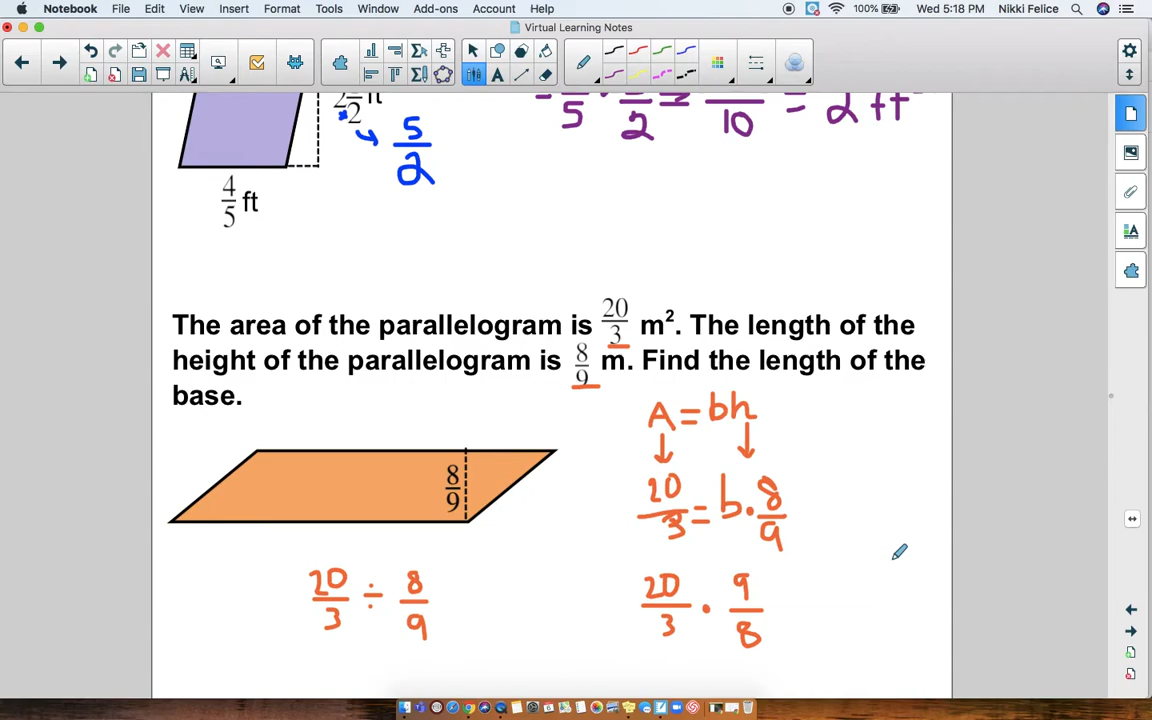 Notebook File Edit View Insert Format Tools Window Add-ons Account Help 100% Wed 5:18 PM Nikki Felice
Virtual Learning Notes
5/2
4/5 ft
10
= 2 ft
The area of the parallelogram is 20/3 m². The length of the
height of the parallelogram is 8/9 m. Find the length of the
base.
A = bh
8/9
20/3 = b · 8/9
20/3 ÷ 8/9
20/3 · 9/8